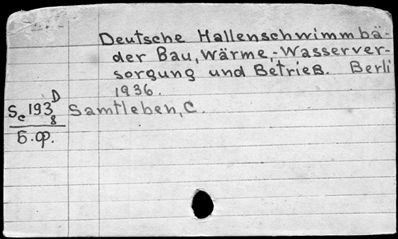 Deutsche Hallenschwimmbä-
der Bau, Wärme,-Wasserver-
sorgung und Betrieb. Berli
1936.
Sc 193 D/8 Samtleben, C.
б.ф.